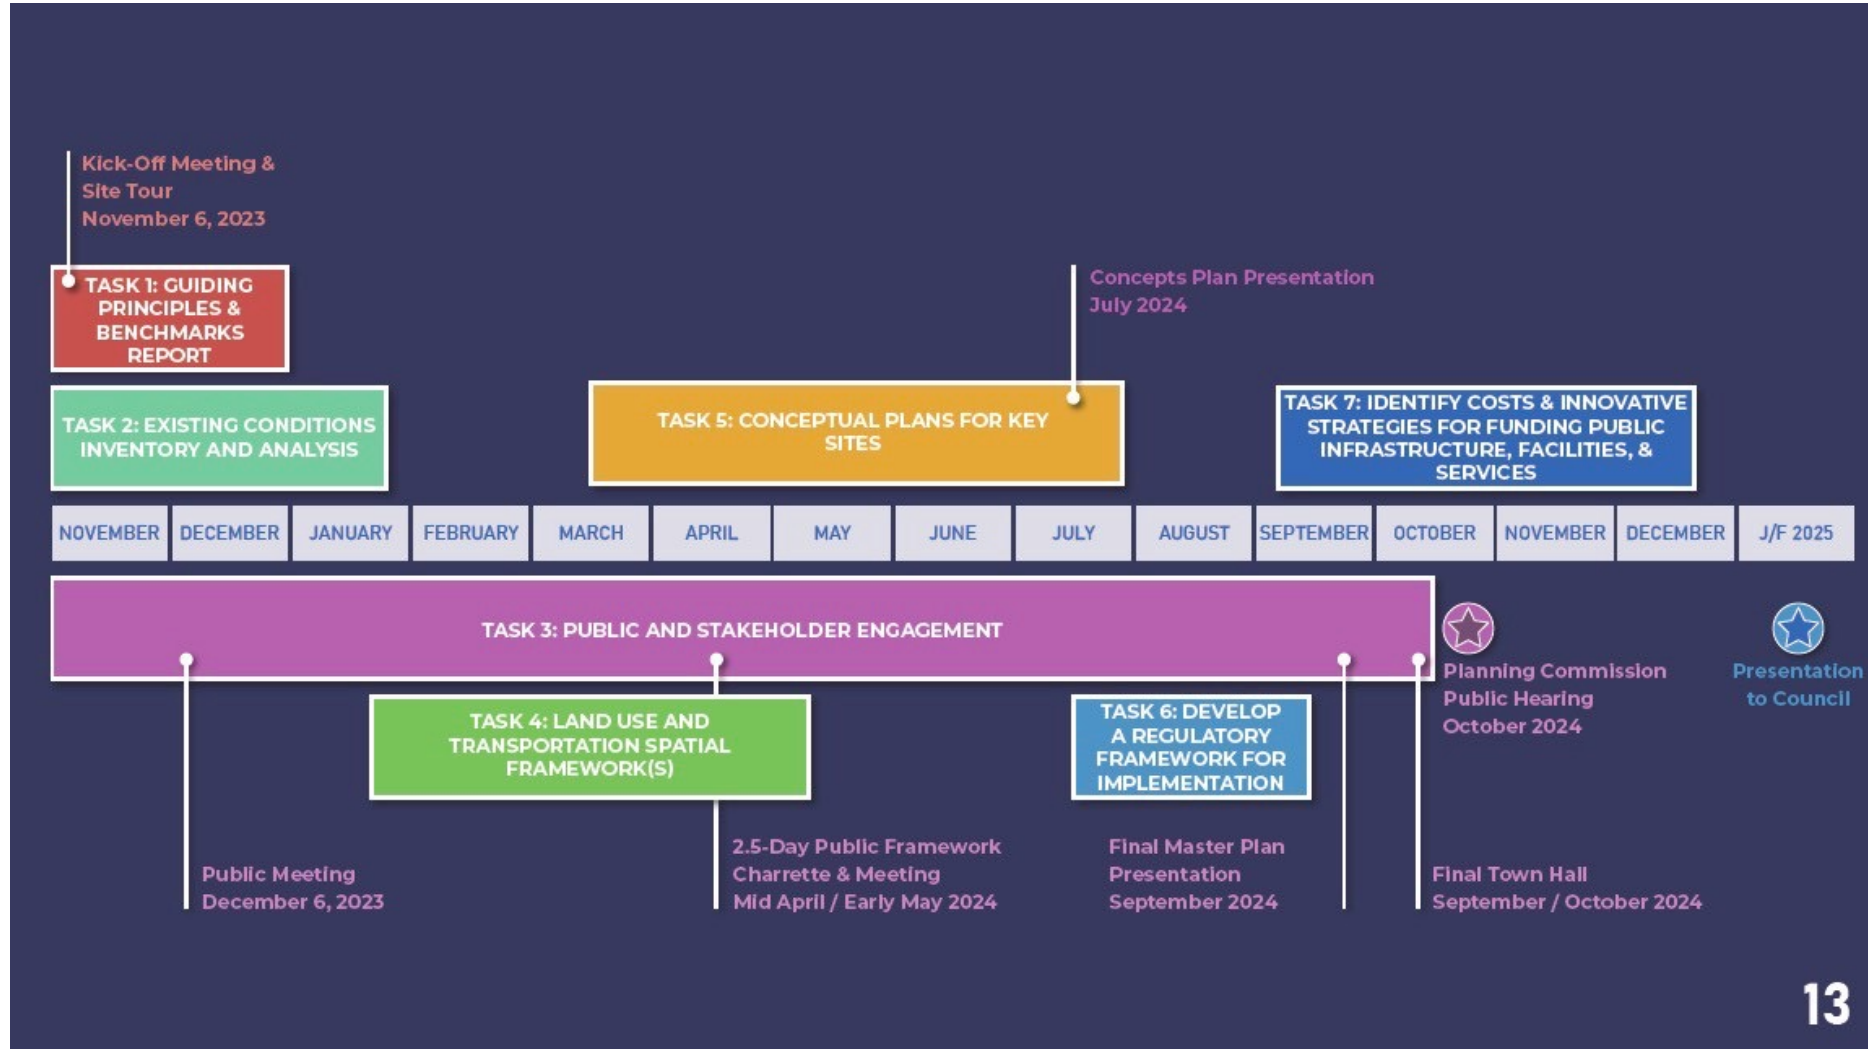 Kick-Off Meeting &
Site Tour
November 6, 2023
TASK 1: GUIDING
PRINCIPLES &
BENCHMARKS
REPORT
Concepts Plan Presentation
July 2024
TASK 2: EXISTING CONDITIONS
INVENTORY AND ANALYSIS
TASK 5: CONCEPTUAL PLANS FOR KEY
SITES
TASK 7: IDENTIFY COSTS & INNOVATIVE
STRATEGIES FOR FUNDING PUBLIC
INFRASTRUCTURE, FACILITIES, &
SERVICES
NOVEMBER DECEMBER JANUARY FEBRUARY MARCH APRIL MAY JUNE JULY AUGUST SEPTEMBER OCTOBER NOVEMBER DECEMBER J/F 2025
TASK 3: PUBLIC AND STAKEHOLDER ENGAGEMENT
Planning Commission
Public Hearing
October 2024
Presentation
to Council
TASK 4: LAND USE AND
TRANSPORTATION SPATIAL
FRAMEWORK(S)
TASK 6: DEVELOP
A REGULATORY
FRAMEWORK FOR
IMPLEMENTATION
Public Meeting
December 6, 2023
2.5-Day Public Framework
Charrette & Meeting
Mid April / Early May 2024
Final Master Plan
Presentation
September 2024
Final Town Hall
September / October 2024
13